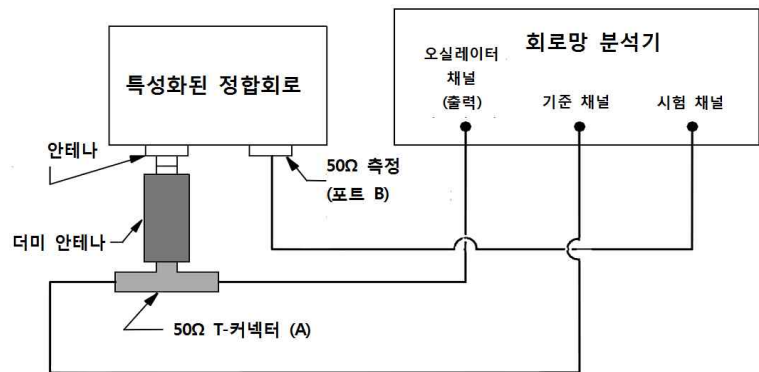 특성화된 정합회로
회로망 분석기
오실레이터
채널
(출력)
기준 채널
시험 채널
안테나
50Ω 측정
(포트 B)
더미 안테나
50Ω T-커넥터 (A)